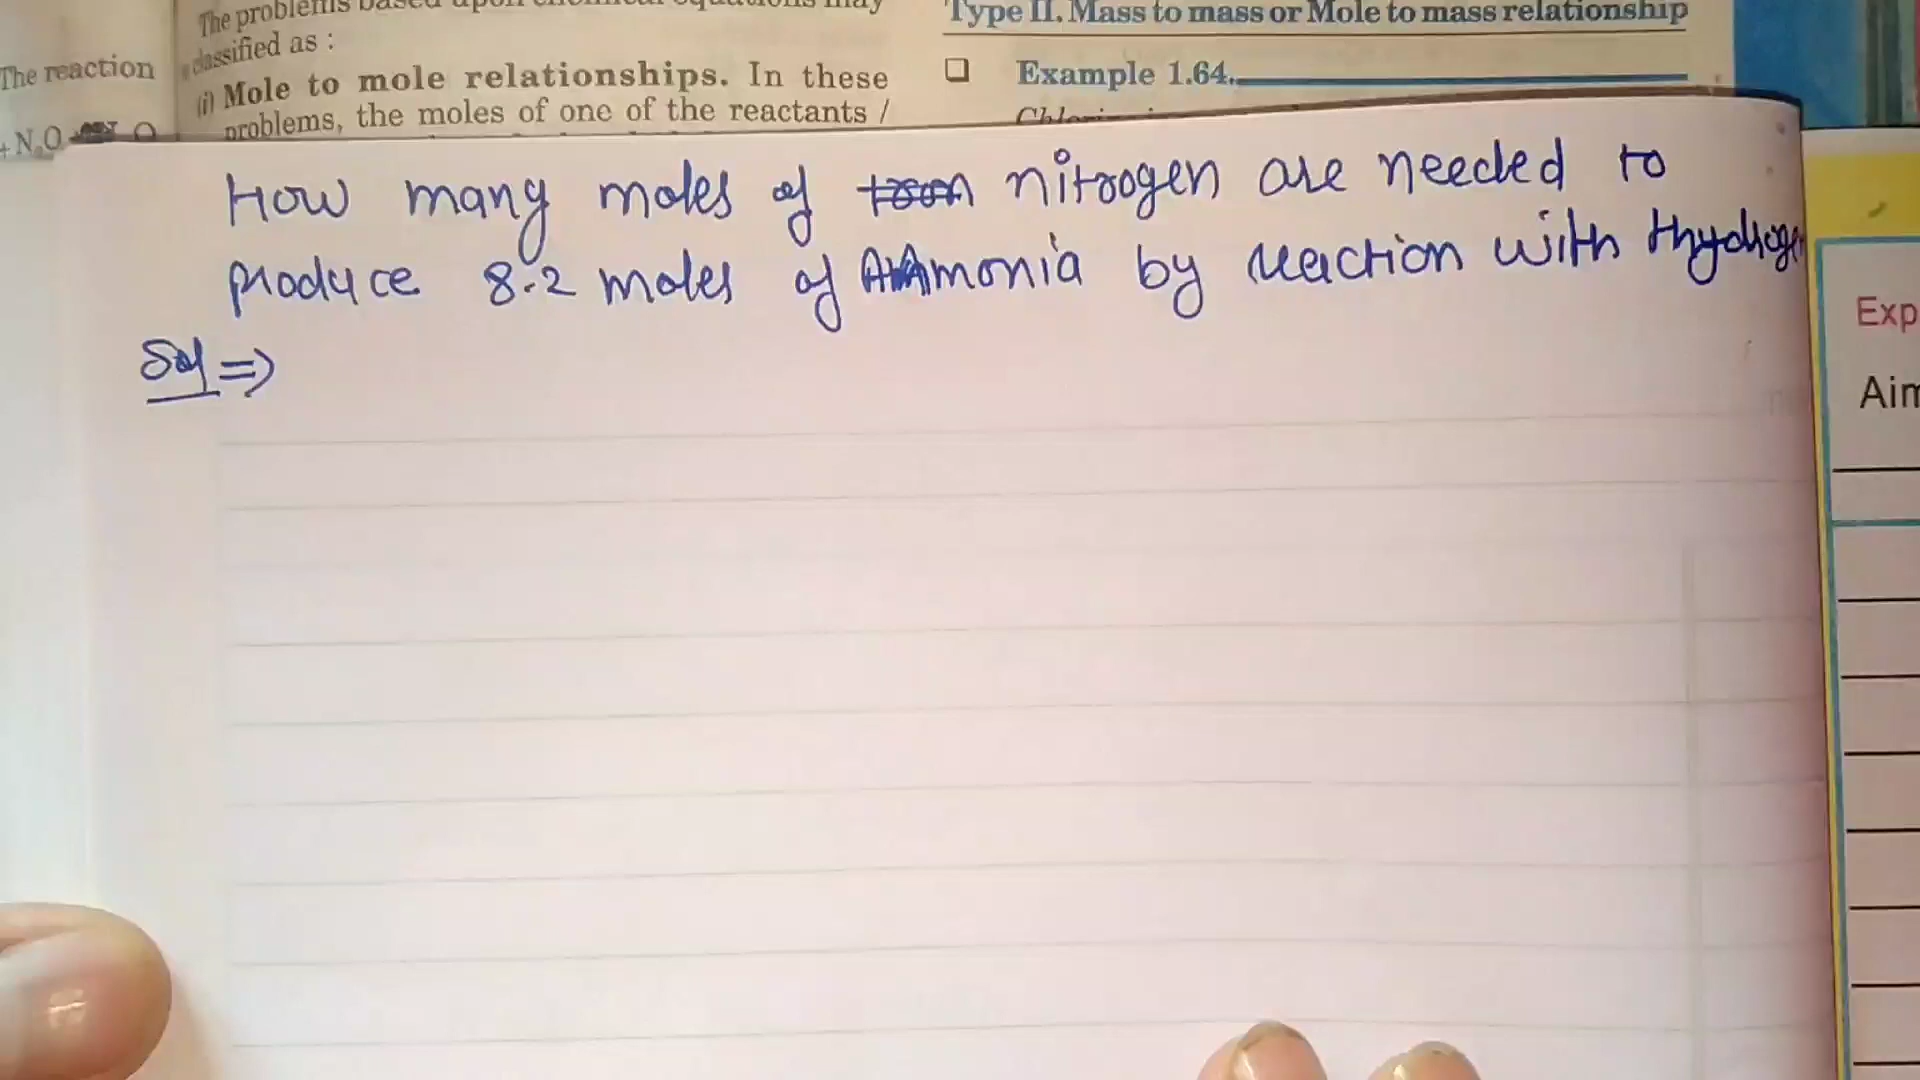 The problems based upon chemical equations may
classified as :
(i) Mole to mole relationships. In these
problems, the moles of one of the reactants /
The reaction
+ N2O
Type II. Mass to mass or Mole to mass relationship
❑ Example 1.64.
How many moles of nitrogen are needed to
produce 8.2 moles of Ammonia by reaction with Hydrogen
Sol ⇒
Exp
Aim